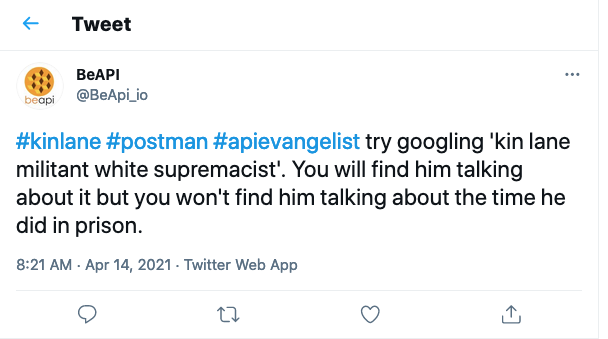 Tweet
BeAPI
@BeApi_io
beapi
#kinlane #postman #apievangelist try googling 'kin lane
militant white supremacist'. You will find him talking
about it but you won't find him talking about the time he
did in prison.
8:21 AM · Apr 14, 2021 · Twitter Web App